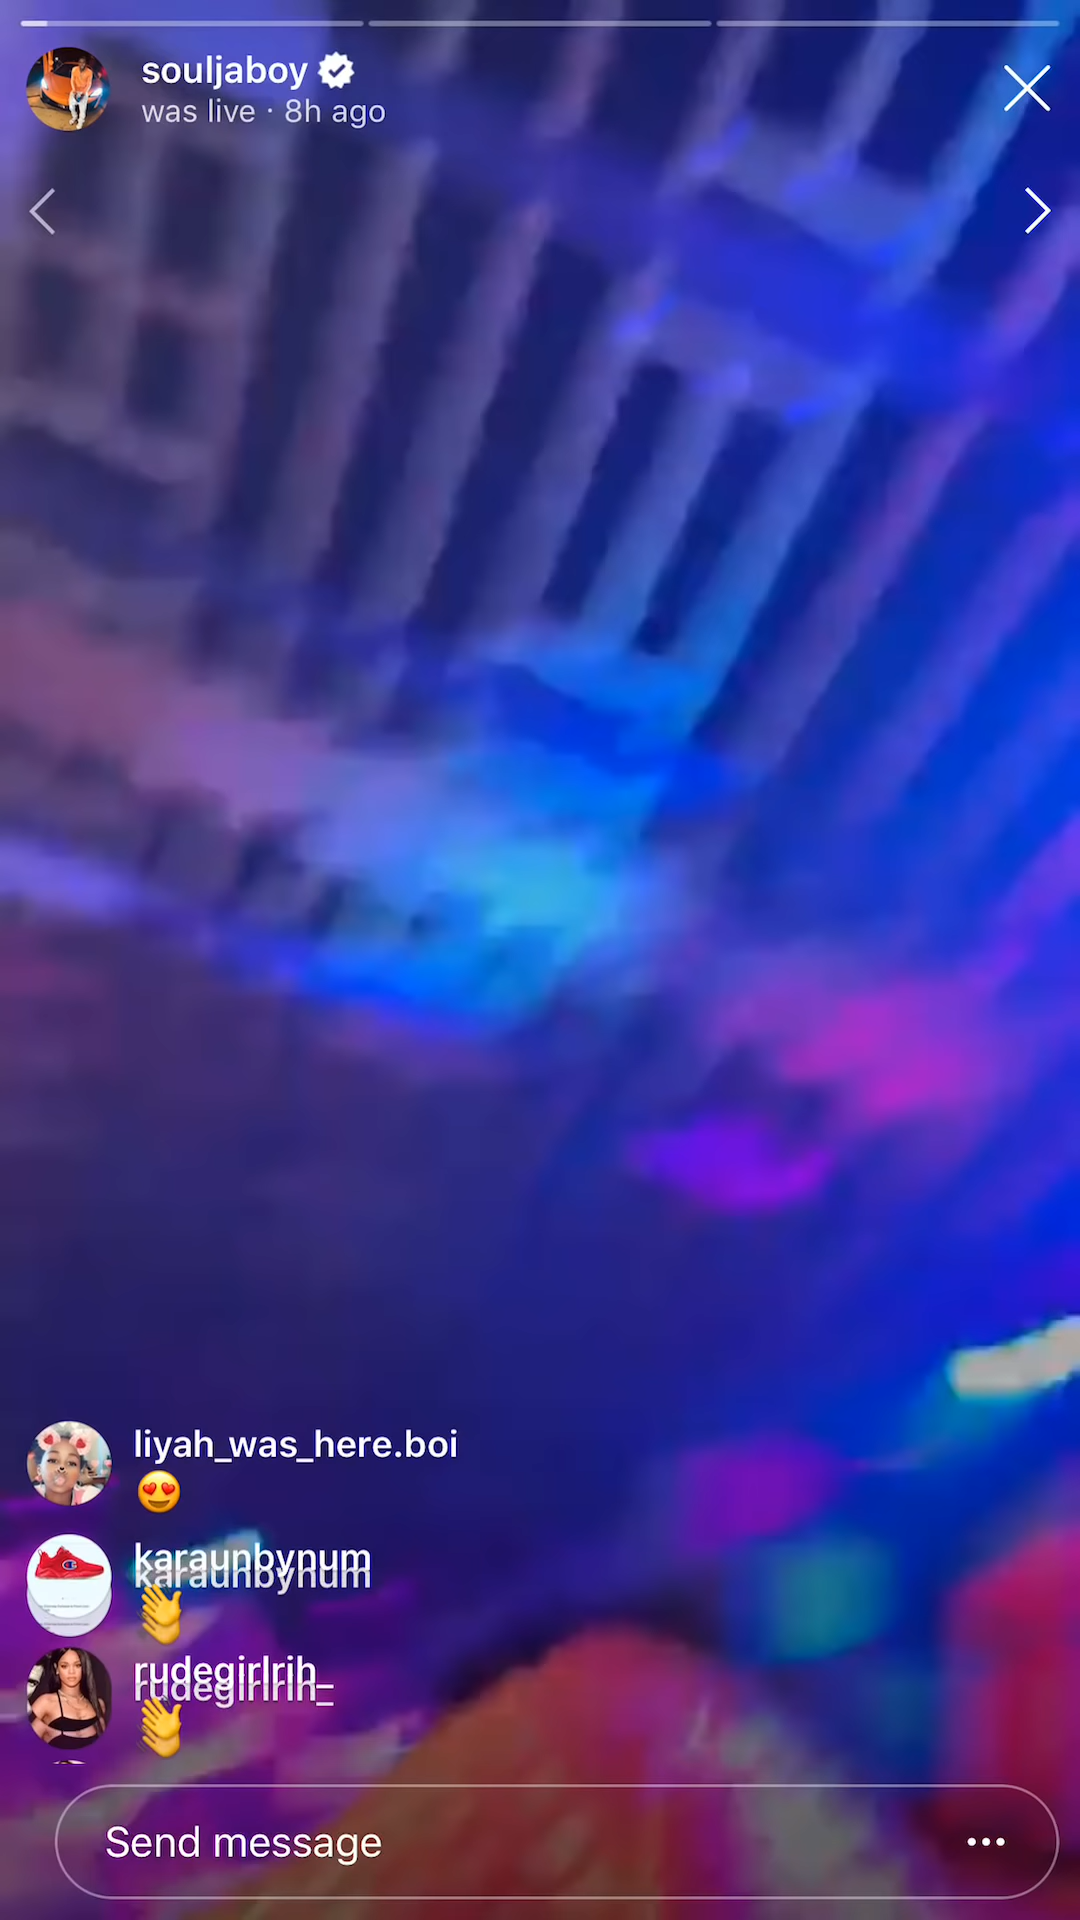 souljaboy
was live · 8h ago
liyah_was_here.boi
😍
karaunbynum
👋
rudegirlrih_
👋
Send message